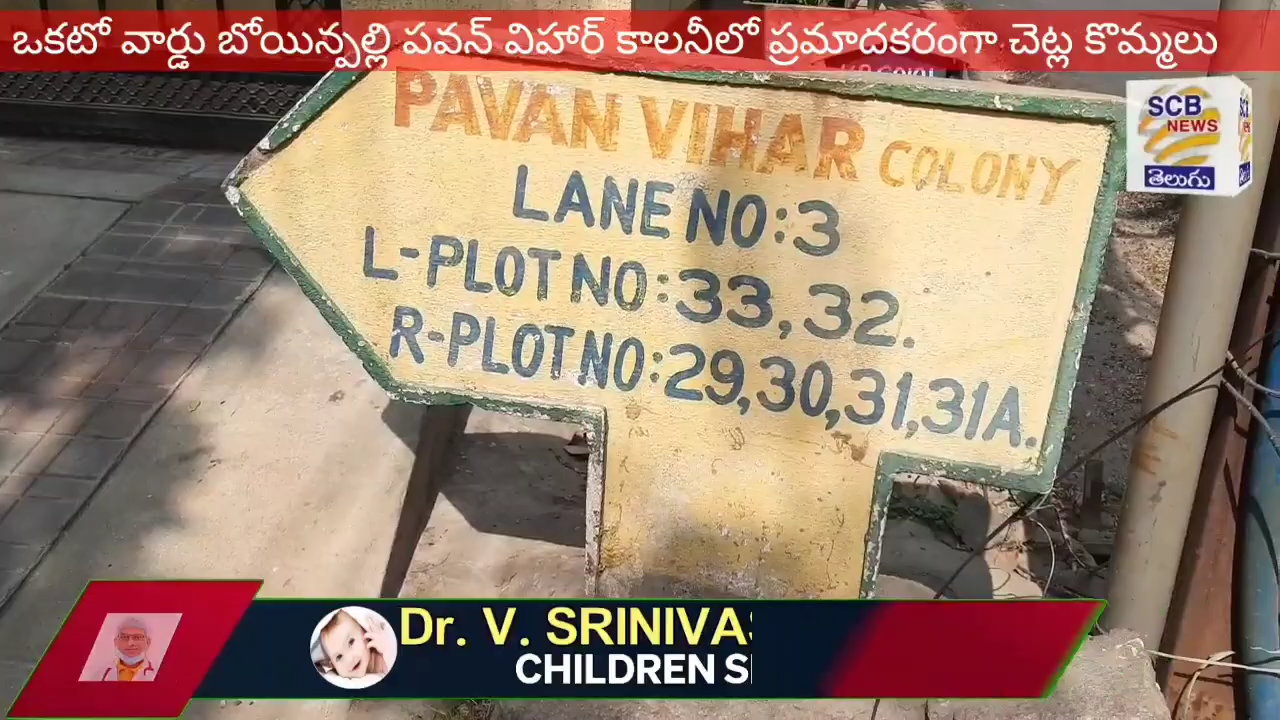 ఒకటో వార్డు బోయిన్పల్లి పవన్ విహార్ కాలనీలో ప్రమాదకరంగా చెట్ల కొమ్మలు
SCB
NEWS
తెలుగు
PAVAN VIHAR COLONY
LANE NO:3
L-PLOT NO:33,32.
R-PLOT NO:29,30,31,31A.
Dr. V. SRINIVAS
CHILDREN